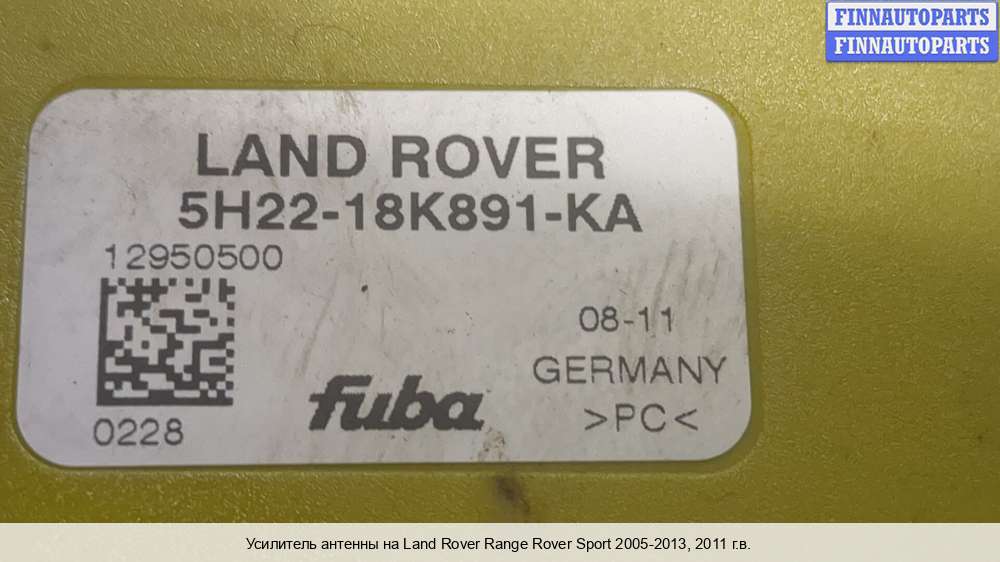 FINNAUTOPARTS
FINNAUTOPARTS
LAND ROVER
5H22-18K891-KA
12950500
08-11
GERMANY
fuba
>PC<
0228
Усилитель антенны на Land Rover Range Rover Sport 2005-2013, 2011 г.в.